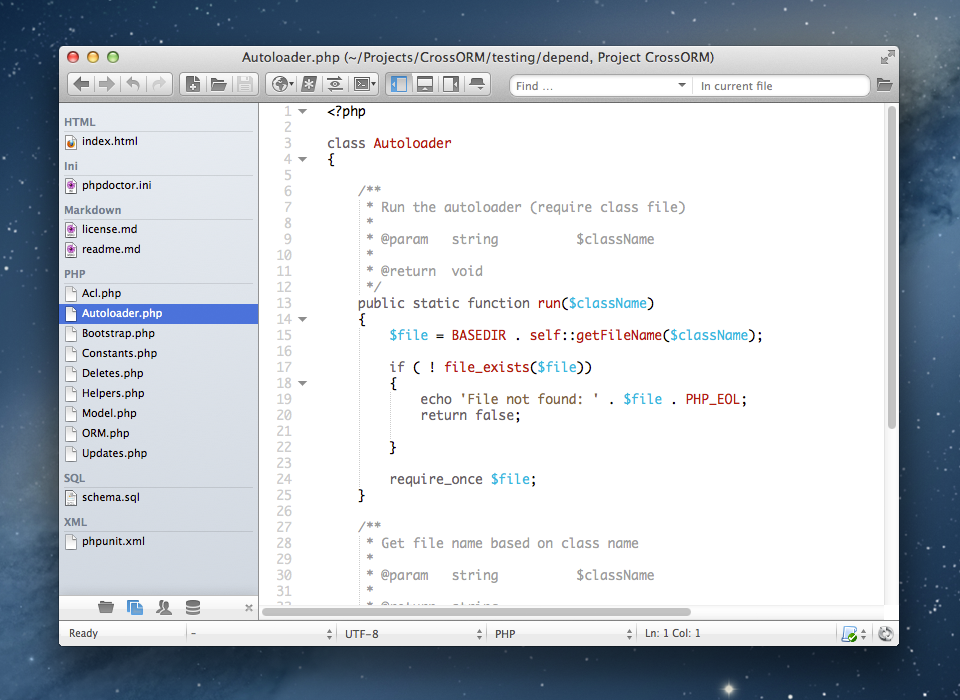 Autoloader.php (~/Projects/CrossORM/testing/depend, Project CrossORM)
Find ...
In current file
HTML
index.html
Ini
phpdoctor.ini
Markdown
license.md
readme.md
PHP
Acl.php
Autoloader.php
Bootstrap.php
Constants.php
Deletes.php
Helpers.php
Model.php
ORM.php
Updates.php
SQL
schema.sql
XML
phpunit.xml
1 <?php
2
3 class Autoloader
4 {
5
6 /**
7 * Run the autoloader (require class file)
8 *
9 * @param string $className
10 *
11 * @return void
12 */
13 public static function run($className)
14 {
15 $file = BASEDIR . self::getFileName($className);
16
17 if ( ! file_exists($file))
18 {
19 echo 'File not found: ' . $file . PHP_EOL;
20 return false;
21
22 }
23
24 require_once $file;
25 }
26
27 /**
28 * Get file name based on class name
29 *
30 * @param string $className
31 *
32 * @return string
Ready
-
UTF-8
PHP
Ln: 1 Col: 1